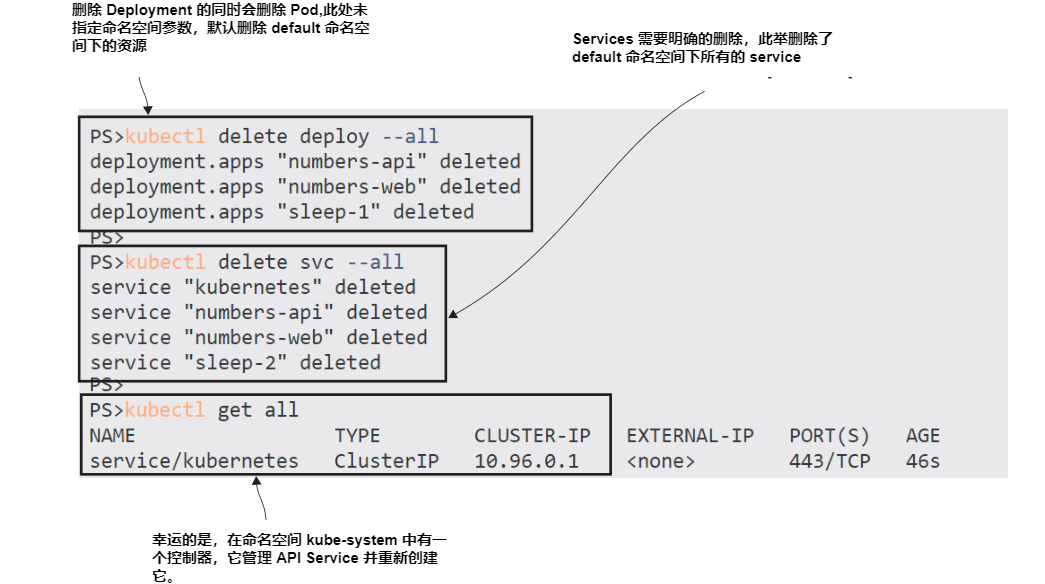 删除 Deployment 的同时会删除 Pod,此处未
指定命名空间参数，默认删除 default 命名空
间下的资源
Services 需要明确的删除，此举删除了
default 命名空间下所有的 service
PS>kubectl delete deploy --all
deployment.apps "numbers-api" deleted
deployment.apps "numbers-web" deleted
deployment.apps "sleep-1" deleted
PS>
PS>kubectl delete svc --all
service "kubernetes" deleted
service "numbers-api" deleted
service "numbers-web" deleted
service "sleep-2" deleted
PS>
PS>kubectl get all
NAME TYPE CLUSTER-IP EXTERNAL-IP PORT(S) AGE
service/kubernetes ClusterIP 10.96.0.1 <none> 443/TCP 46s
幸运的是，在命名空间 kube-system 中有一
个控制器，它管理 API Service 并重新创建
它。